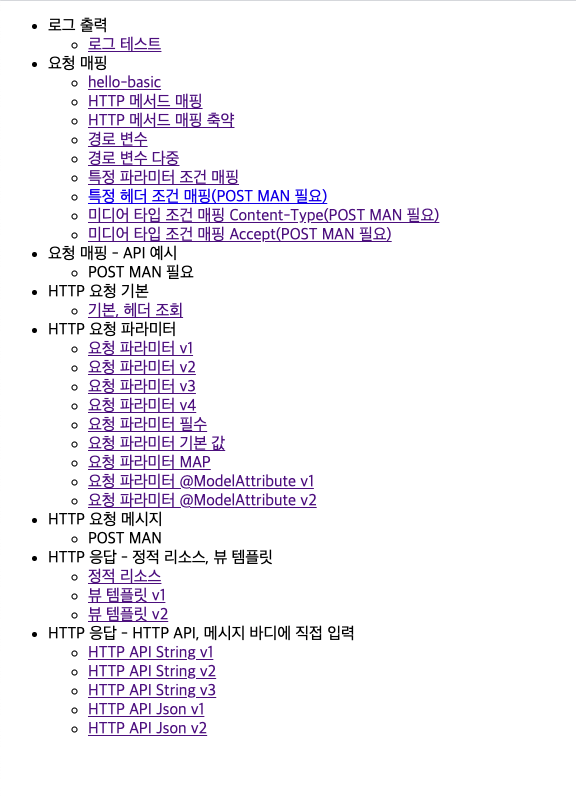 로그 출력
로그 테스트
요청 매핑
hello-basic
HTTP 메서드 매핑
HTTP 메서드 매핑 축약
경로 변수
경로 변수 다중
특정 파라미터 조건 매핑
특정 헤더 조건 매핑(POST MAN 필요)
미디어 타입 조건 매핑 Content-Type(POST MAN 필요)
미디어 타입 조건 매핑 Accept(POST MAN 필요)
요청 매핑 - API 예시
POST MAN 필요
HTTP 요청 기본
기본, 헤더 조회
HTTP 요청 파라미터
요청 파라미터 v1
요청 파라미터 v2
요청 파라미터 v3
요청 파라미터 v4
요청 파라미터 필수
요청 파라미터 기본 값
요청 파라미터 MAP
요청 파라미터 @ModelAttribute v1
요청 파라미터 @ModelAttribute v2
HTTP 요청 메시지
POST MAN
HTTP 응답 - 정적 리소스, 뷰 템플릿
정적 리소스
뷰 템플릿 v1
뷰 템플릿 v2
HTTP 응답 - HTTP API, 메시지 바디에 직접 입력
HTTP API String v1
HTTP API String v2
HTTP API String v3
HTTP API Json v1
HTTP API Json v2